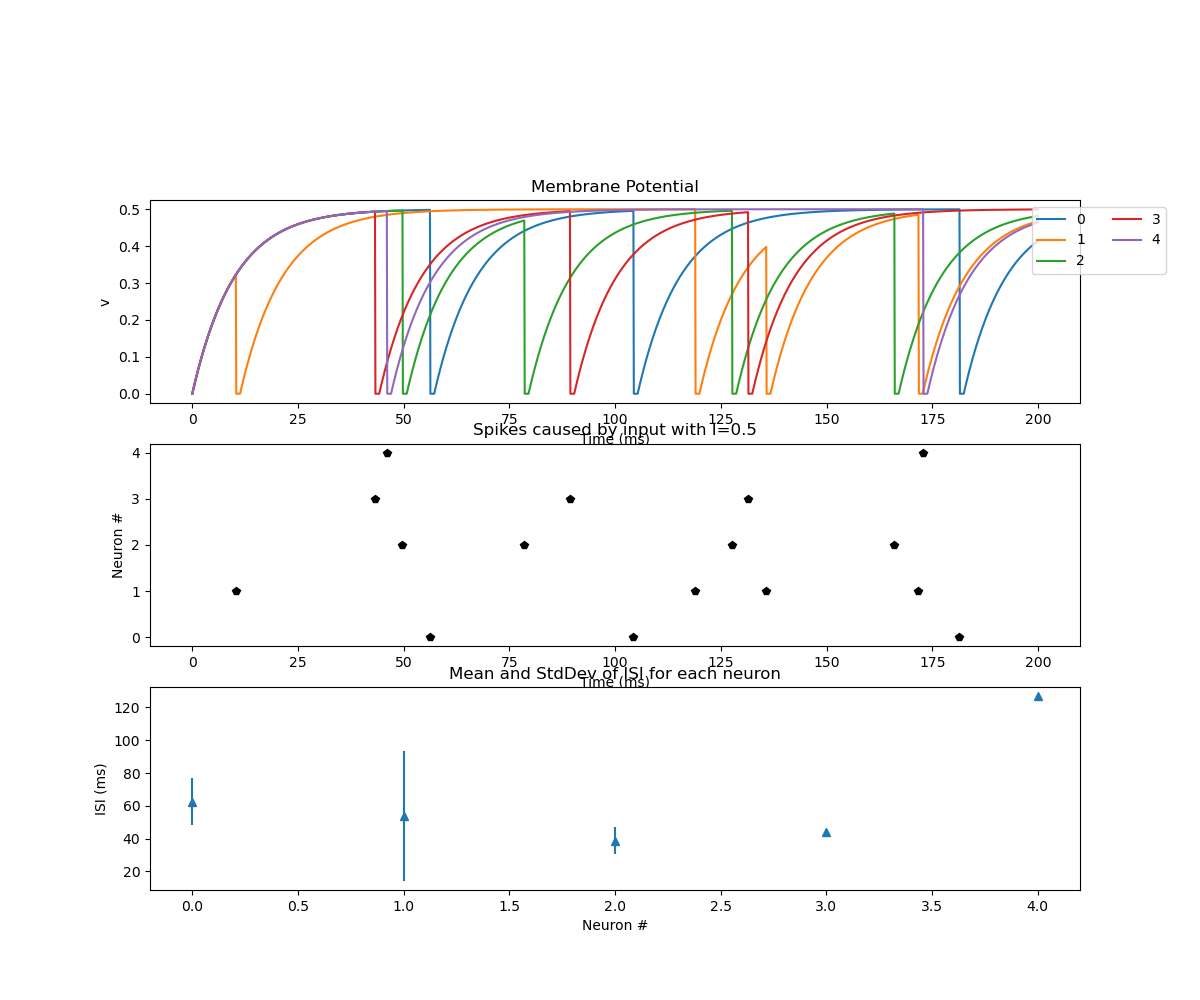 Membrane Potential
v
0.5
0.4
0.3
0.2
0.1
0.0
0 25 50 75 100 125 150 175 200
Time (ms)
0 3
1 4
2
Spikes caused by input with I=0.5
Neuron #
4
3
2
1
0
0 25 50 75 100 125 150 175 200
Time (ms)
Mean and StdDev of ISI for each neuron
ISI (ms)
120
100
80
60
40
20
0.0 0.5 1.0 1.5 2.0 2.5 3.0 3.5 4.0
Neuron #